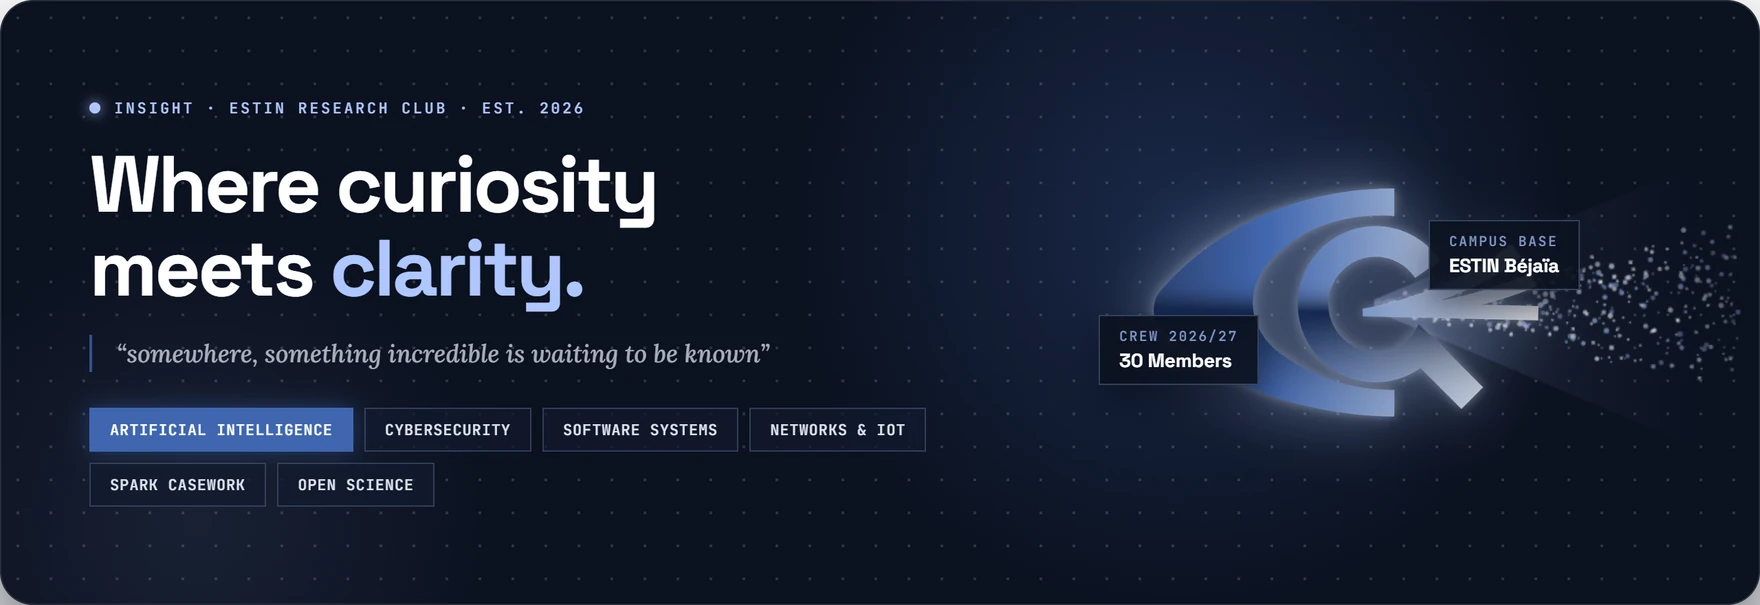 INSIGHT · ESTIN RESEARCH CLUB · EST. 2026
Where curiosity
meets clarity.
“somewhere, something incredible is waiting to be known”
ARTIFICIAL INTELLIGENCE
CYBERSECURITY
SOFTWARE SYSTEMS
NETWORKS & IOT
SPARK CASEWORK
OPEN SCIENCE
CAMPUS BASE
ESTIN Béjaïa
CREW 2026/27
30 Members